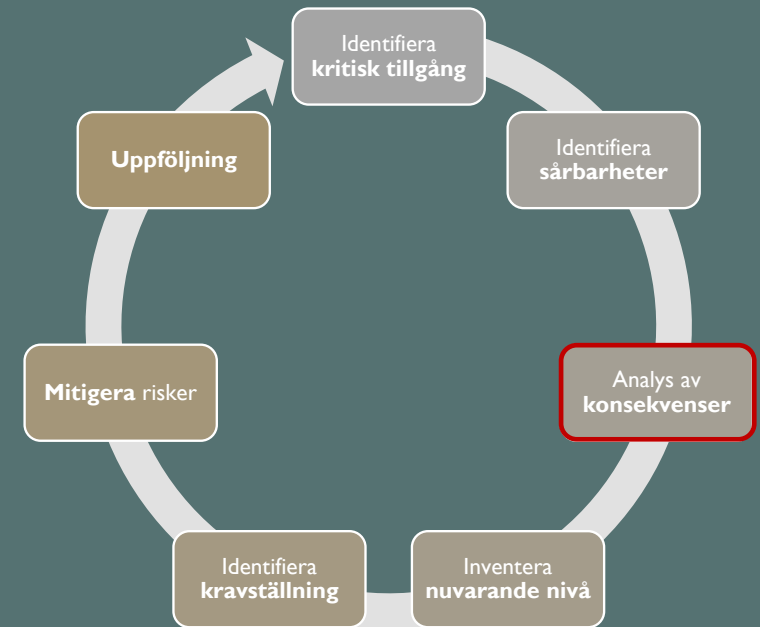 Identifiera
kritisk tillgång
Identifiera
sårbarheter
Analys av
konsekvenser
Inventera
nuvarande nivå
Identifiera
kravställning
Mitigera risker
Uppföljning